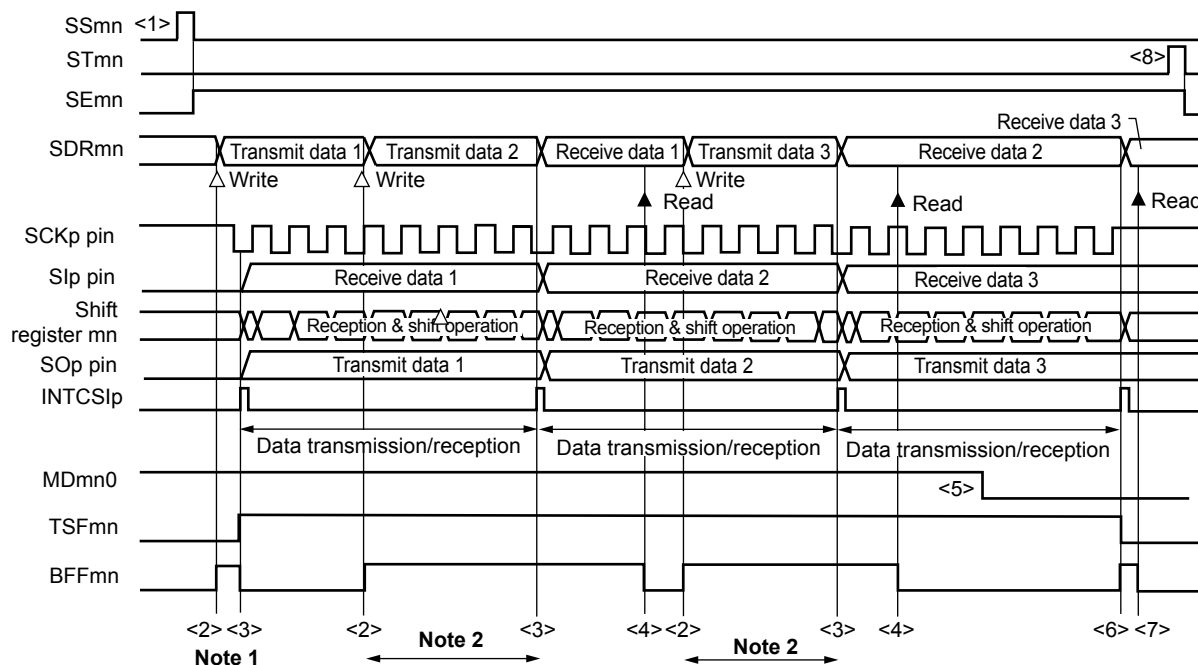 SSmn <1>
STmn <8>
SEmn
Receive data 3
SDRmn Transmit data 1 Transmit data 2 Receive data 1 Transmit data 3 Receive data 2
Write Write Write
Read Read Read
SCKp pin
SIp pin Receive data 1 Receive data 2 Receive data 3
Shift
register mn Reception & shift operation Reception & shift operation Reception & shift operation
SOp pin Transmit data 1 Transmit data 2 Transmit data 3
INTCSIp
Data transmission/reception Data transmission/reception Data transmission/reception
MDmn0 <5>
TSFmn
BFFmn
<2> <3> <2> <3> <4> <2> <3> <4> <6> <7>
Note 1 Note 2 Note 2